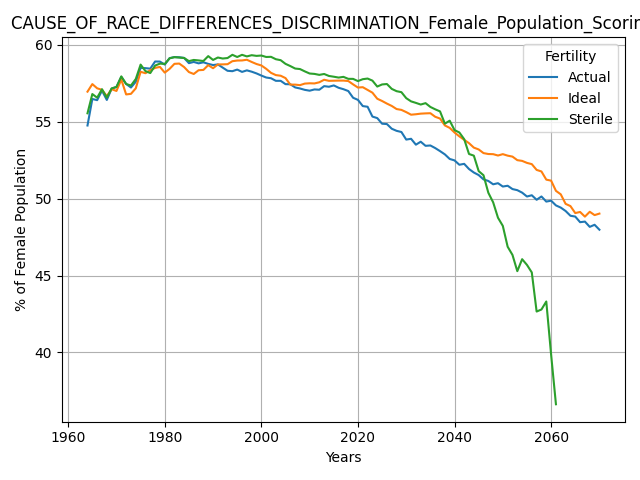 CAUSE_OF_RACE_DIFFERENCES_DISCRIMINATION_Female_Population_Scorin
Fertility
Actual
Ideal
Sterile
% of Female Population
60
55
50
45
40
1960
1980
2000
2020
2040
2060
Years